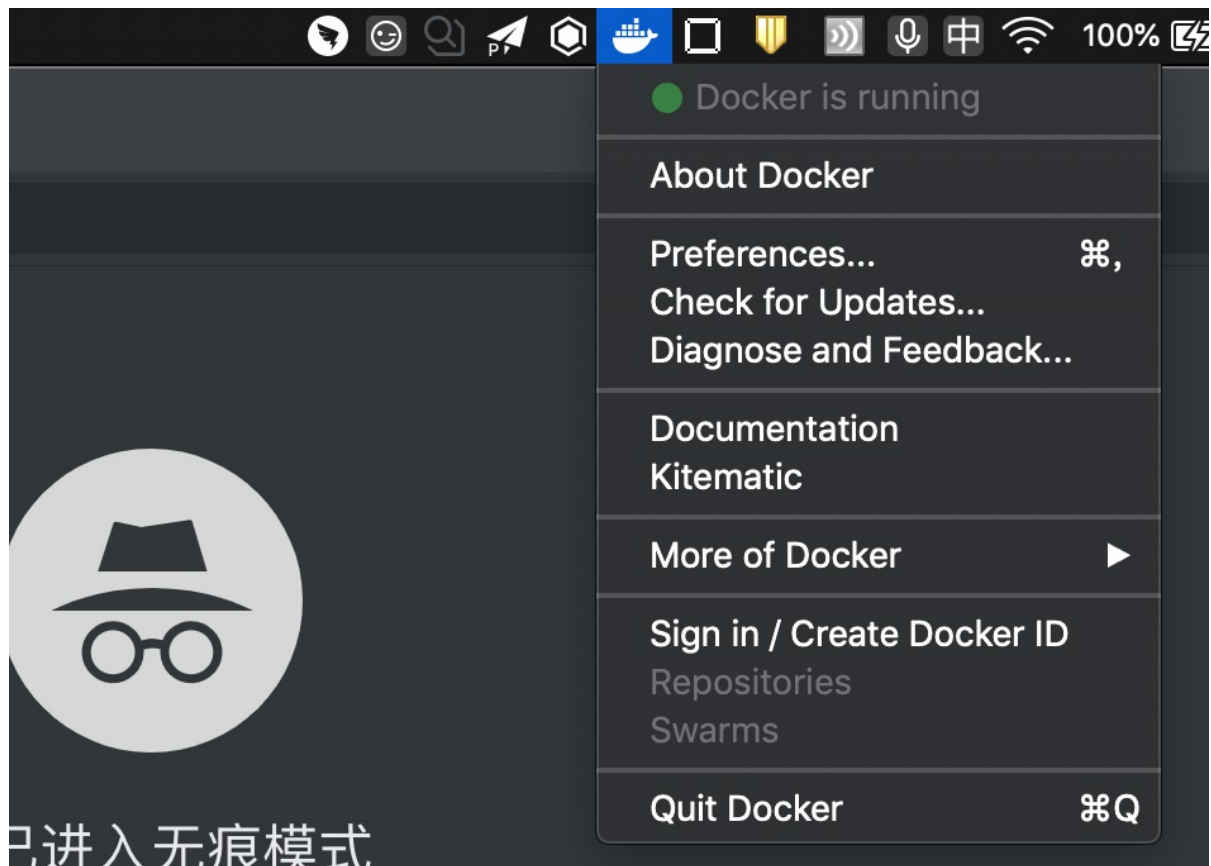 P
中
100%
Docker is running
About Docker
Preferences... ⌘,
Check for Updates...
Diagnose and Feedback...
Documentation
Kitematic
More of Docker
Sign in / Create Docker ID
Repositories
Swarms
Quit Docker ⌘Q
已进入无痕模式